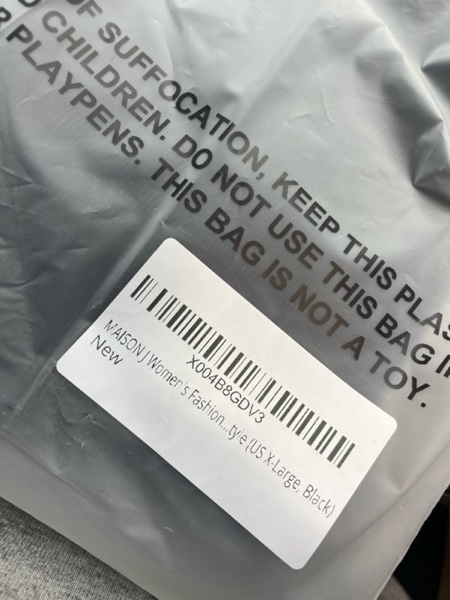 OF SUFFOCATION, KEEP THIS PLAS
O CHILDREN. DO NOT USE THIS BAG I
R PLAYPENS. THIS BAG IS NOT A TOY.
X004B8GDV3
MAISON J Women's Fashion...tyle (US X-Large, Black)
New